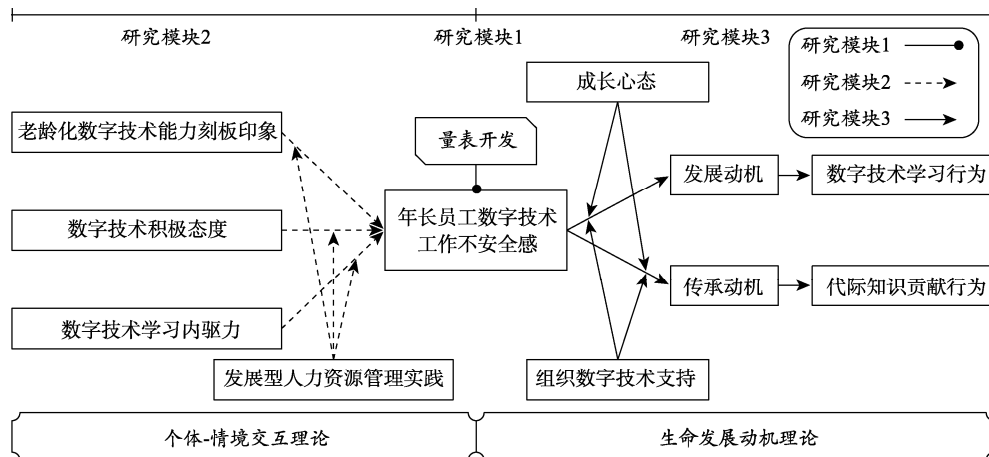 研究模块2
研究模块1
研究模块3
研究模块1
研究模块2
研究模块3
成长心态
老龄化数字技术能力刻板印象
量表开发
发展动机
数字技术学习行为
数字技术积极态度
年长员工数字技术
工作不安全感
传承动机
代际知识贡献行为
数字技术学习内驱力
发展型人力资源管理实践
组织数字技术支持
个体-情境交互理论
生命发展动机理论